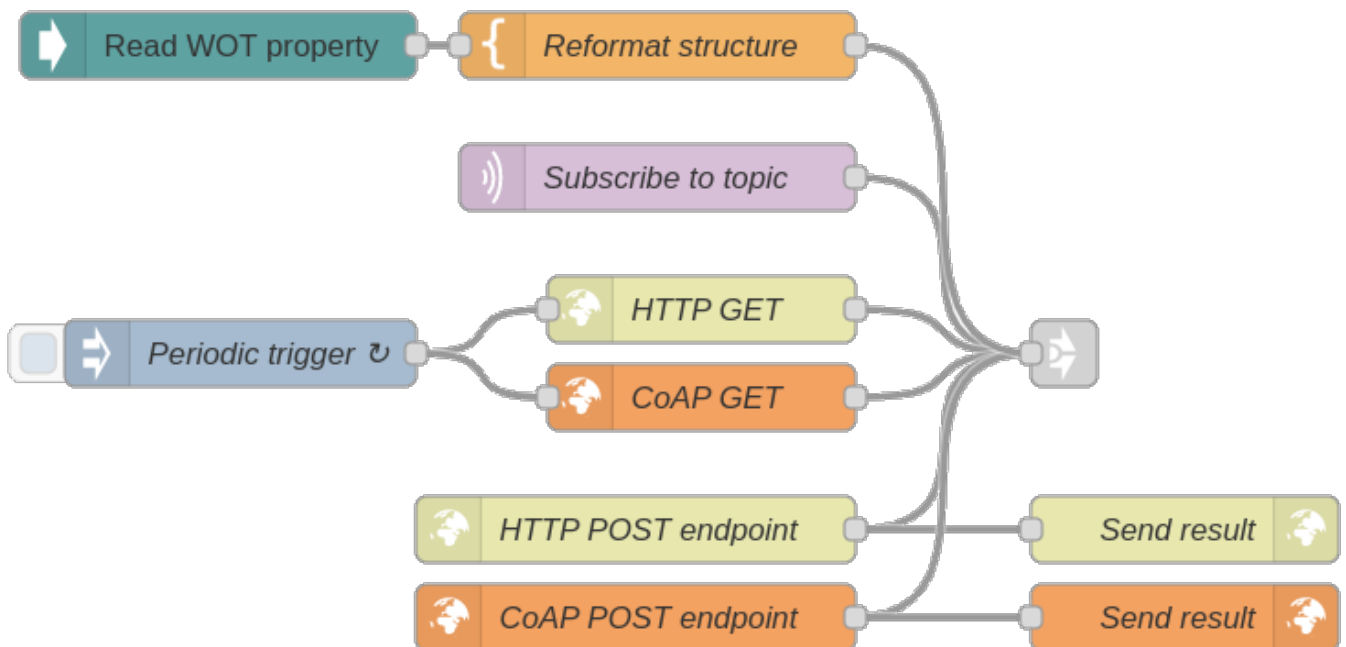 Read WOT property
Reformat structure
Subscribe to topic
HTTP GET
Periodic trigger ↻
CoAP GET
HTTP POST endpoint
Send result
CoAP POST endpoint
Send result